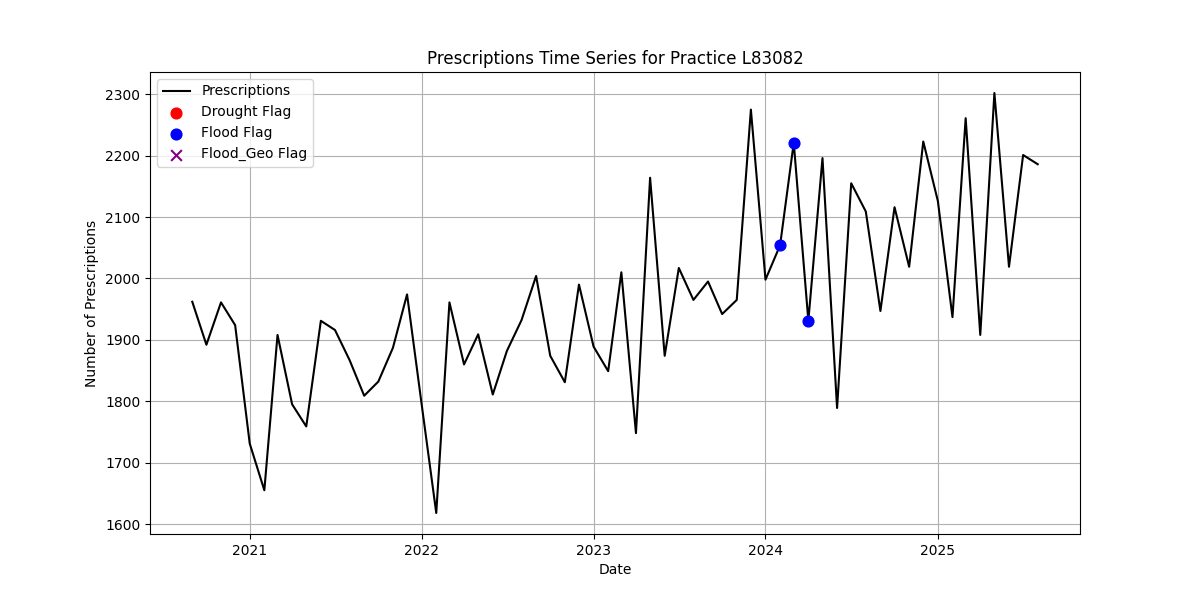 Prescriptions Time Series for Practice L83082
Prescriptions
Drought Flag
Flood Flag
Flood_Geo Flag
Number of Prescriptions
2300
2200
2100
2000
1900
1800
1700
1600
2021
2022
2023
2024
2025
Date